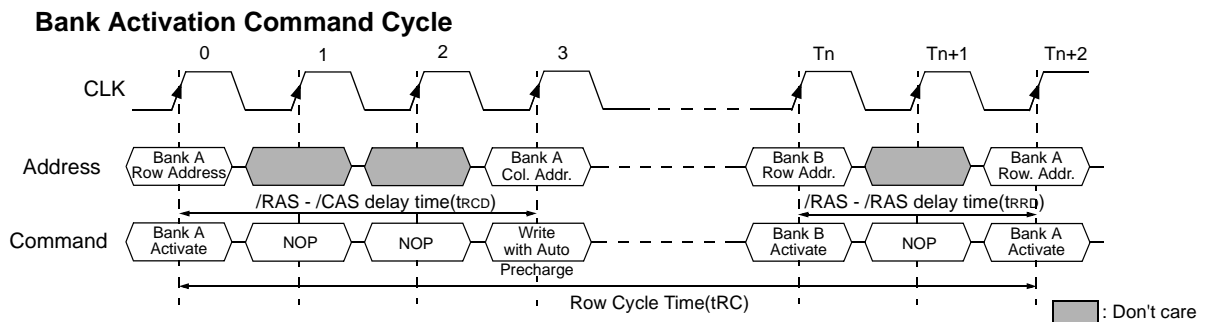 Bank Activation Command Cycle
0 1 2 3 Tn Tn+1 Tn+2
CLK
Address
Bank A
Row Address
Bank A
Col. Addr.
Bank B
Row Addr.
Bank A
Row. Addr.
/RAS - /CAS delay time(tRCD)
/RAS - /RAS delay time(tRRD)
Command
Bank A
Activate
NOP
NOP
Write
with Auto
Precharge
Bank B
Activate
NOP
Bank A
Activate
Row Cycle Time(tRC)
: Don't care